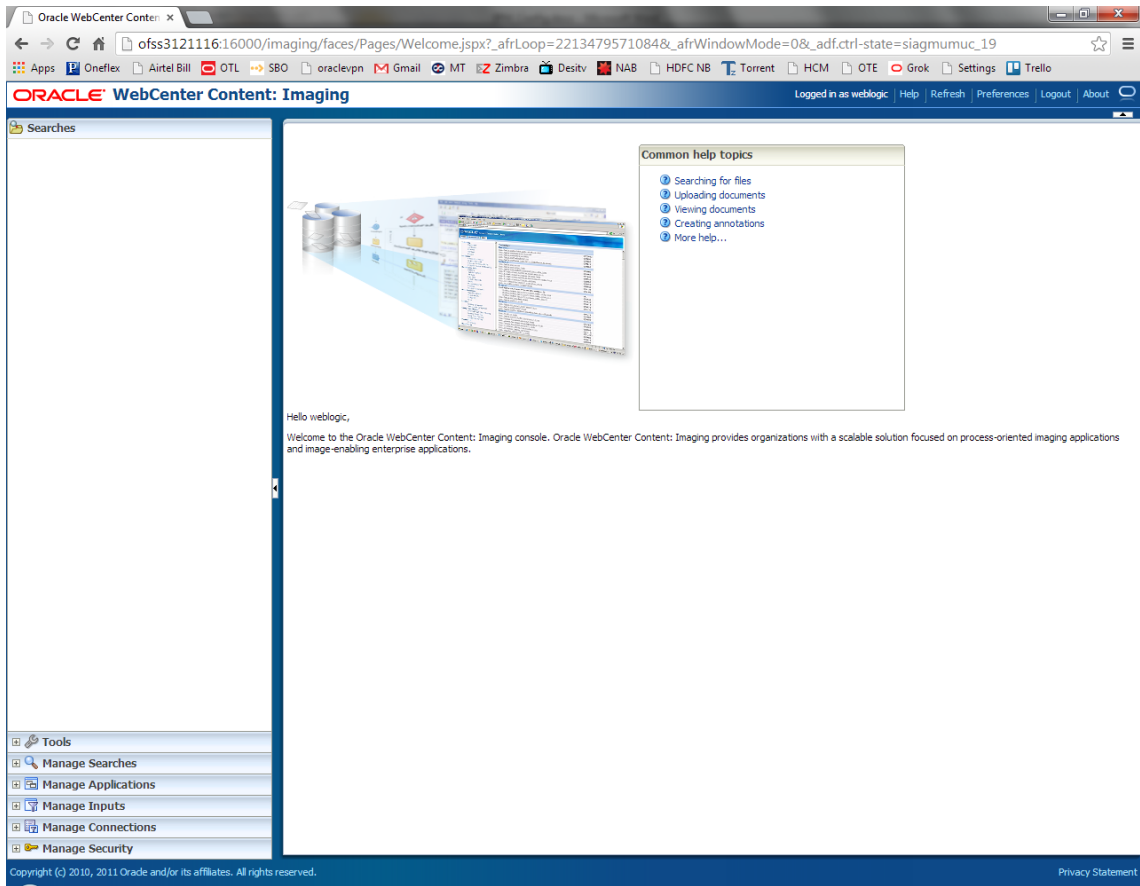 Oracle WebCenter Conten
ofss3121116:16000/imaging/faces/Pages/Welcome.jspx?_afrLoop=2213479571084&_afrWindowMode=0&_adf.ctrl-state=siagmumuc_19
Apps Oneflex Airtel Bill OTL SBO oraclevpn Gmail MT Zimbra Desitv NAB HDFC NB Torrent HCM OTE Grok Settings Trello
ORACLE WebCenter Content: Imaging
Logged in as weblogic Help Refresh Preferences Logout About
Searches
Common help topics
Searching for files
Uploading documents
Viewing documents
Creating annotations
More help...
Hello weblogic,
Welcome to the Oracle WebCenter Content: Imaging console. Oracle WebCenter Content: Imaging provides organizations with a scalable solution focused on process-oriented imaging applications
and image-enabling enterprise applications.
Tools
Manage Searches
Manage Applications
Manage Inputs
Manage Connections
Manage Security
Copyright (c) 2010, 2011 Oracle and/or its affiliates. All rights reserved.
Privacy Statement